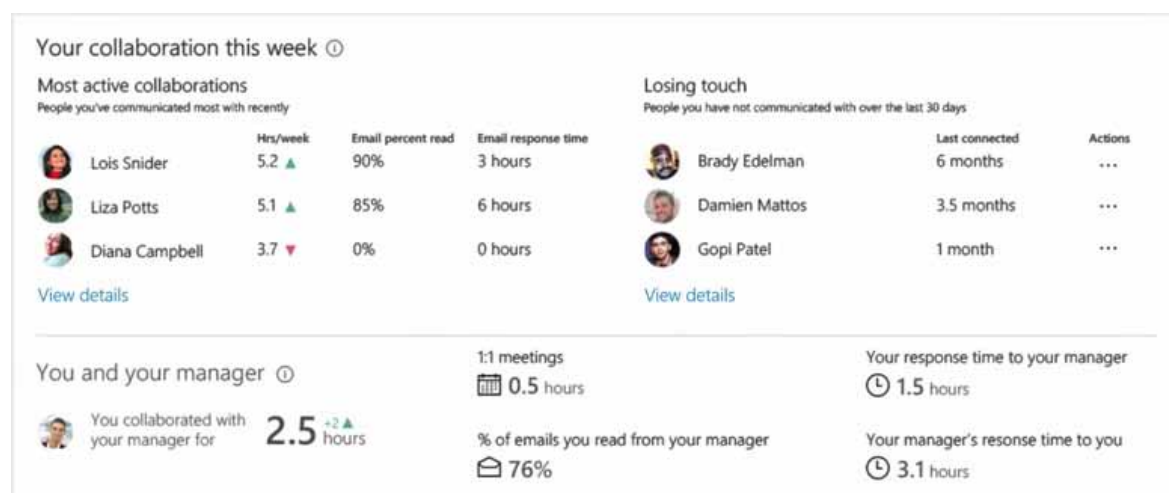 Your collaboration this week
Most active collaborations
People you've communicated most with recently
Hrs/week Email percent read Email response time
Lois Snider 5.2 ▲ 90% 3 hours
Liza Potts 5.1 ▲ 85% 6 hours
Diana Campbell 3.7 ▼ 0% 0 hours
View details
Losing touch
People you have not communicated with over the last 30 days
Last connected Actions
Brady Edelman 6 months ...
Damien Mattos 3.5 months ...
Gopi Patel 1 month ...
View details
You and your manager
You collaborated with
your manager for
2.5 +2 ▲ hours
1:1 meetings
0.5 hours
% of emails you read from your manager
76%
Your response time to your manager
1.5 hours
Your manager's resonse time to you
3.1 hours